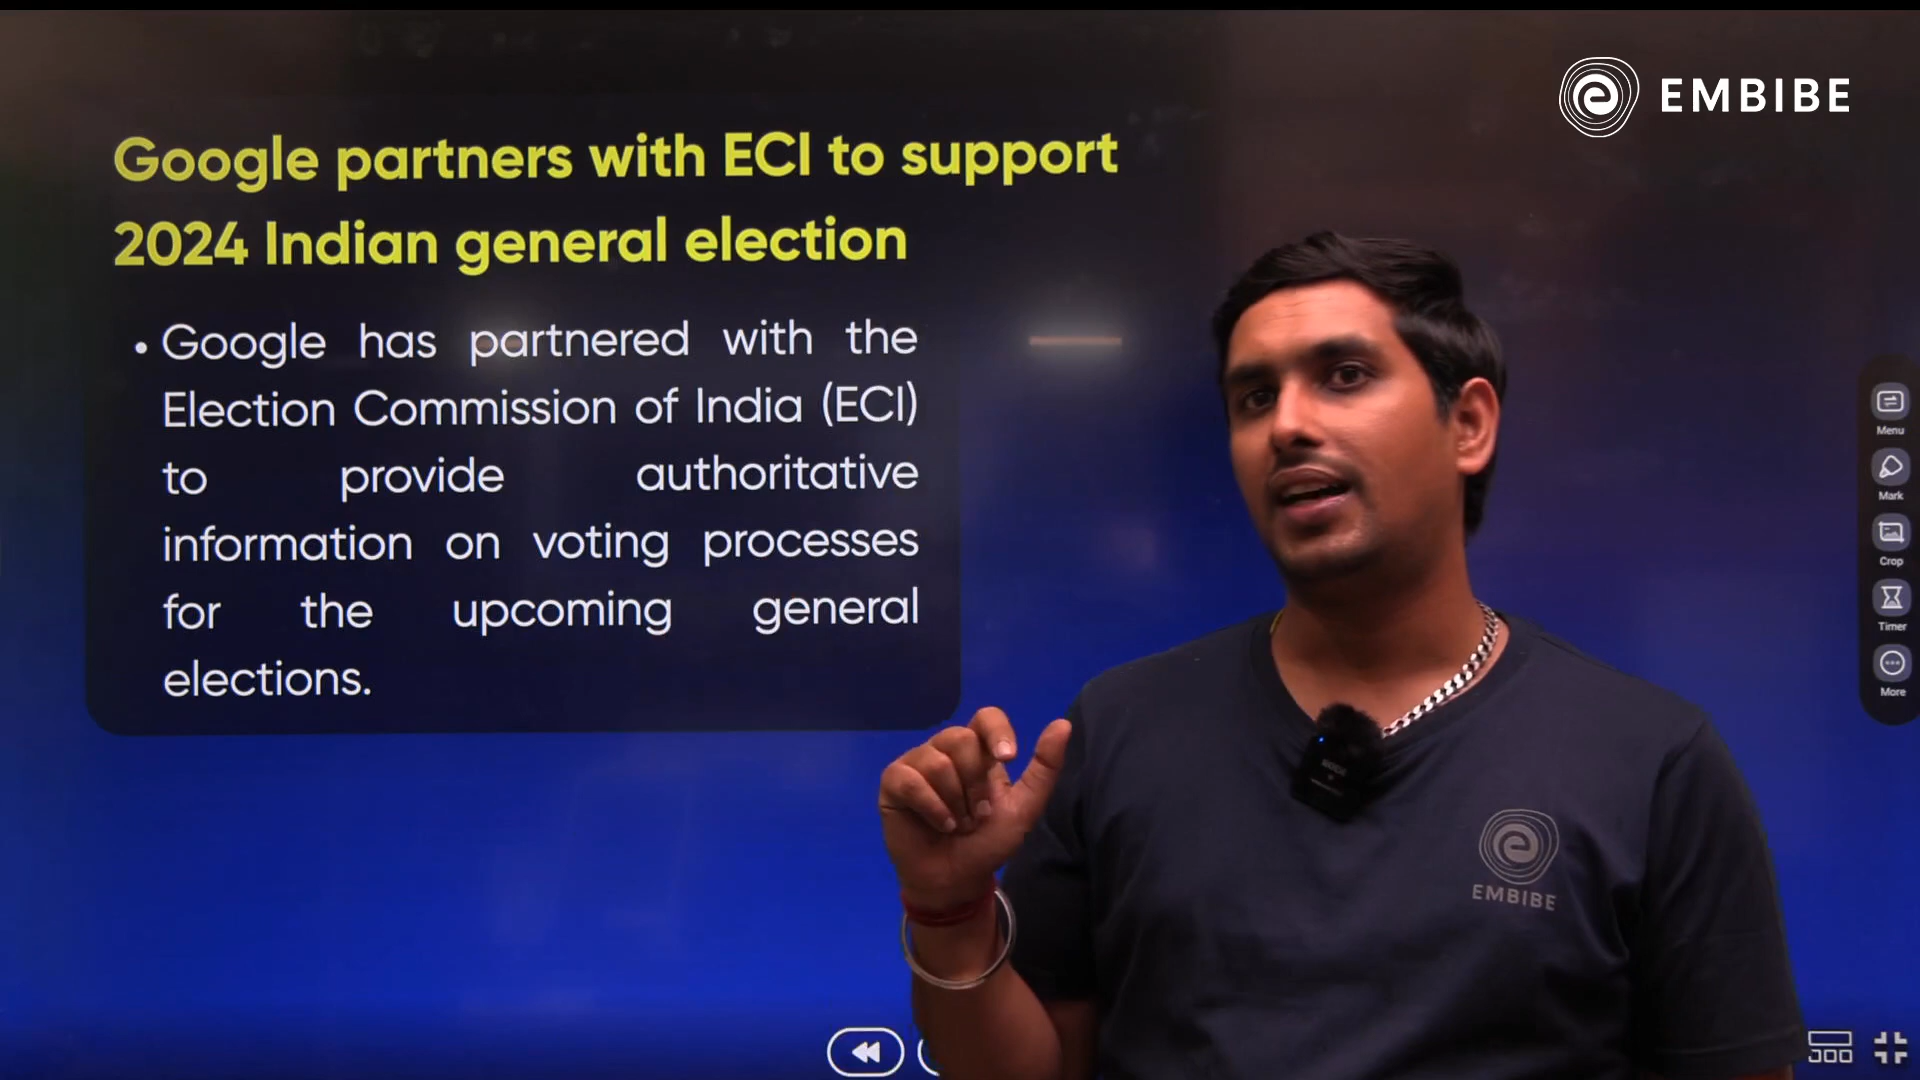 EMBIBE
Google partners with ECI to support
2024 Indian general election
• Google has partnered with the
Election Commission of India (ECI)
to provide authoritative
information on voting processes
for the upcoming general
elections.
Menu
Mark
Crop
Timer
More
EMBIBE